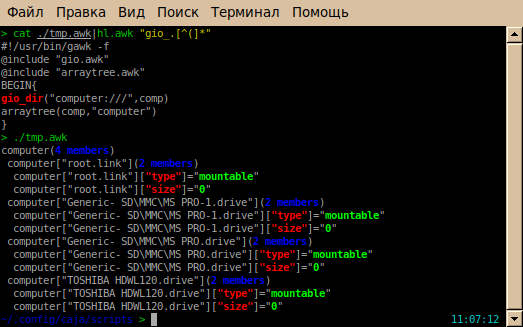 Файл Правка Вид Поиск Терминал Помощь
> cat ./tmp.awk|hl.awk "gio_.[^(]*"
#!/usr/bin/gawk -f
@include "gio.awk"
@include "arraytree.awk"
BEGIN{
gio_dir("computer:///",comp)
arraytree(comp,"computer")
}
> ./tmp.awk
computer(4 members)
computer["root.link"](2 members)
computer["root.link"]["type"]="mountable"
computer["root.link"]["size"]="0"
computer["Generic- SD\MMC\MS PRO-1.drive"](2 members)
computer["Generic- SD\MMC\MS PRO-1.drive"]["type"]="mountable"
computer["Generic- SD\MMC\MS PRO-1.drive"]["size"]="0"
computer["Generic- SD\MMC\MS PRO.drive"](2 members)
computer["Generic- SD\MMC\MS PRO.drive"]["type"]="mountable"
computer["Generic- SD\MMC\MS PRO.drive"]["size"]="0"
computer["TOSHIBA HDWL120.drive"](2 members)
computer["TOSHIBA HDWL120.drive"]["type"]="mountable"
computer["TOSHIBA HDWL120.drive"]["size"]="0"
~/.config/caja/scripts > 11:07:12